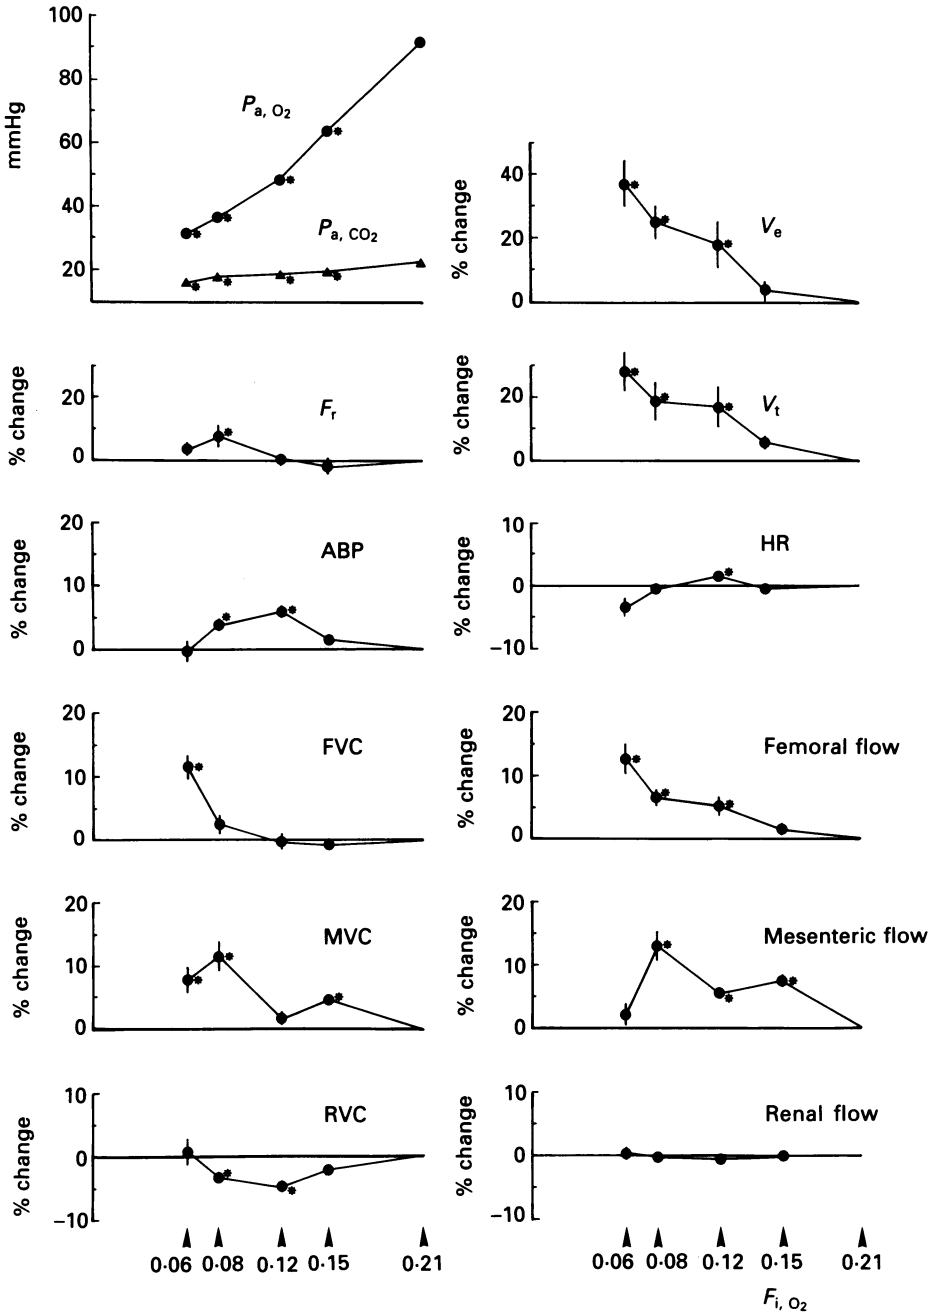 100
80
60
40
20
mmHg
Pa, O2
Pa, CO2
40
20
0
% change
Ve
20
0
% change
Fr
20
0
% change
Vt
20
10
0
% change
ABP
10
0
−10
% change
HR
20
10
0
% change
FVC
20
10
0
% change
Femoral flow
20
10
0
% change
MVC
20
10
0
% change
Mesenteric flow
10
0
−10
% change
RVC
10
0
−10
% change
Renal flow
0·06 0·08 0·12 0·15 0·21
0·06 0·08 0·12 0·15 0·21
Fi, O2